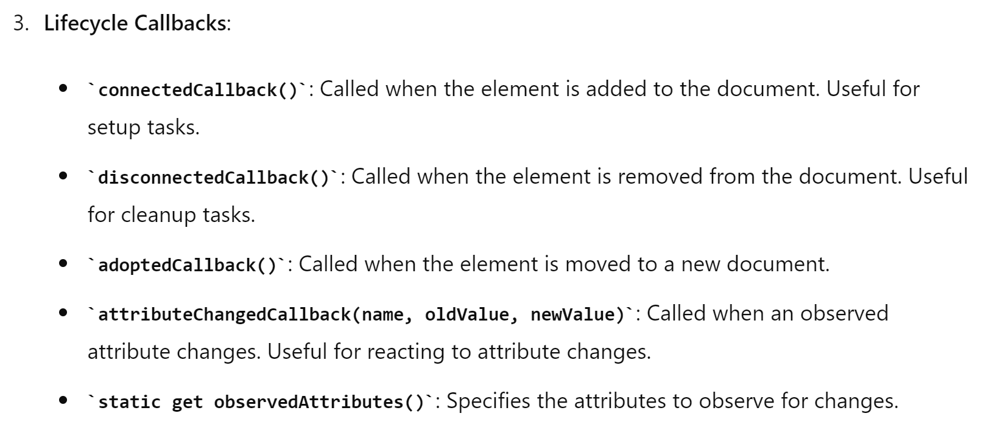 3. Lifecycle Callbacks:
• `connectedCallback()`: Called when the element is added to the document. Useful for
setup tasks.
• `disconnectedCallback()`: Called when the element is removed from the document. Useful
for cleanup tasks.
• `adoptedCallback()`: Called when the element is moved to a new document.
• `attributeChangedCallback(name, oldValue, newValue)`: Called when an observed
attribute changes. Useful for reacting to attribute changes.
• `static get observedAttributes()`: Specifies the attributes to observe for changes.